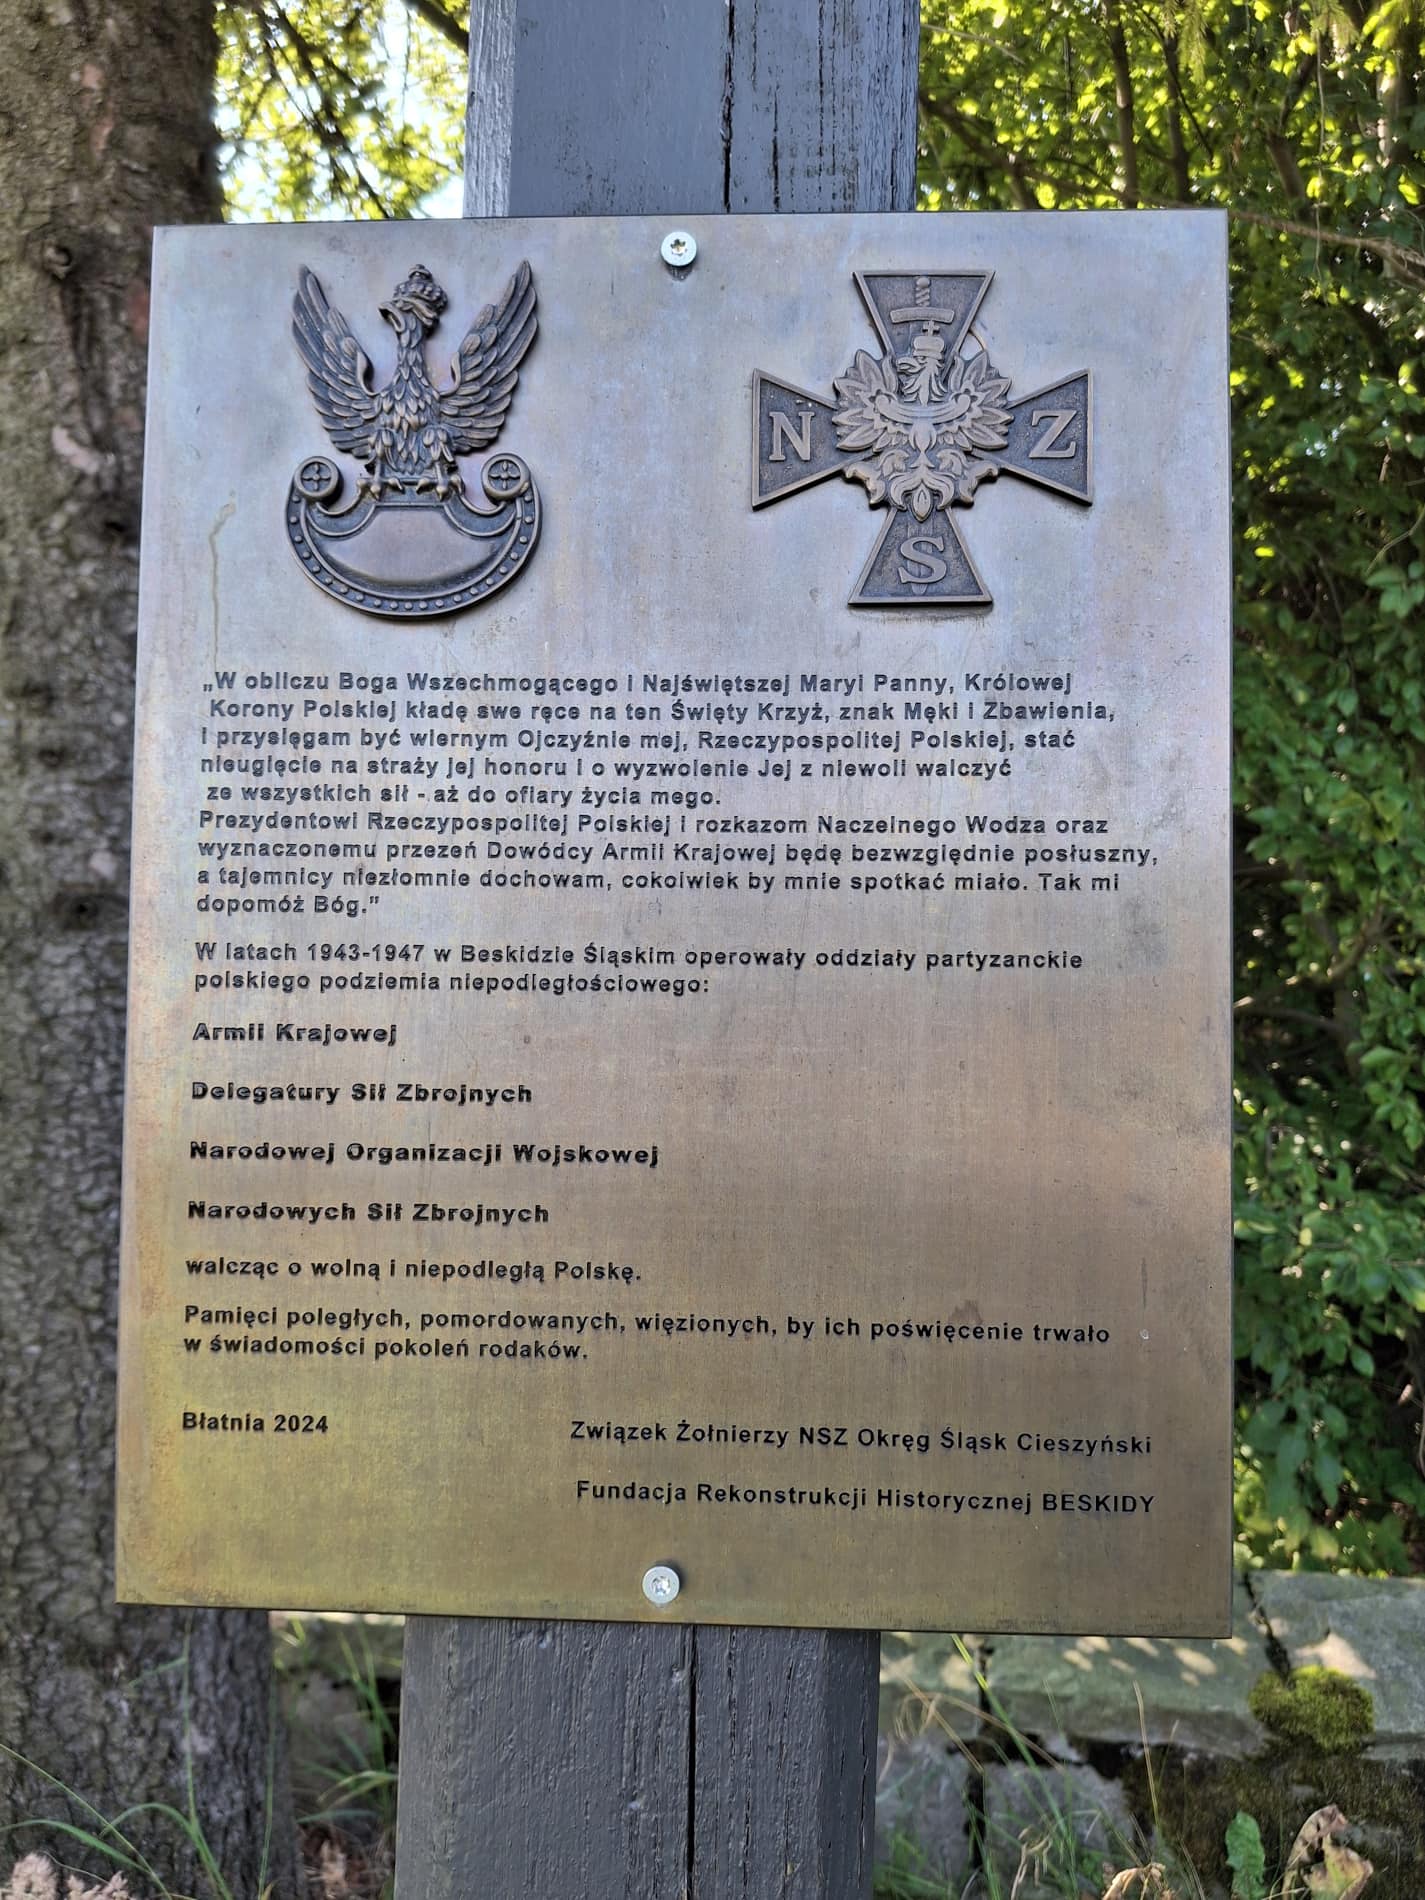 N Z
S
„W obliczu Boga Wszechmogącego i Najświętszej Maryi Panny, Królowej
Korony Polskiej kładę swe ręce na ten Święty Krzyż, znak Męki i Zbawienia,
i przysięgam być wiernym Ojczyźnie mej, Rzeczypospolitej Polskiej, stać
nieugięcie na straży jej honoru i o wyzwolenie Jej z niewoli walczyć
ze wszystkich sił - aż do ofiary życia mego.
Prezydentowi Rzeczypospolitej Polskiej i rozkazom Naczelnego Wodza oraz
wyznaczonemu przezeń Dowódcy Armii Krajowej będę bezwzględnie posłuszny,
a tajemnicy niezłomnie dochowam, cokolwiek by mnie spotkać miało. Tak mi
dopomóż Bóg.”
W latach 1943-1947 w Beskidzie Śląskim operowały oddziały partyzanckie
polskiego podziemia niepodległościowego:
Armii Krajowej
Delegatury Sił Zbrojnych
Narodowej Organizacji Wojskowej
Narodowych Sił Zbrojnych
walcząc o wolną i niepodległą Polskę.
Pamięci poległych, pomordowanych, więzionych, by ich poświęcenie trwało
w świadomości pokoleń rodaków.
Błatnia 2024 Związek Żołnierzy NSZ Okręg Śląsk Cieszyński
Fundacja Rekonstrukcji Historycznej BESKIDY